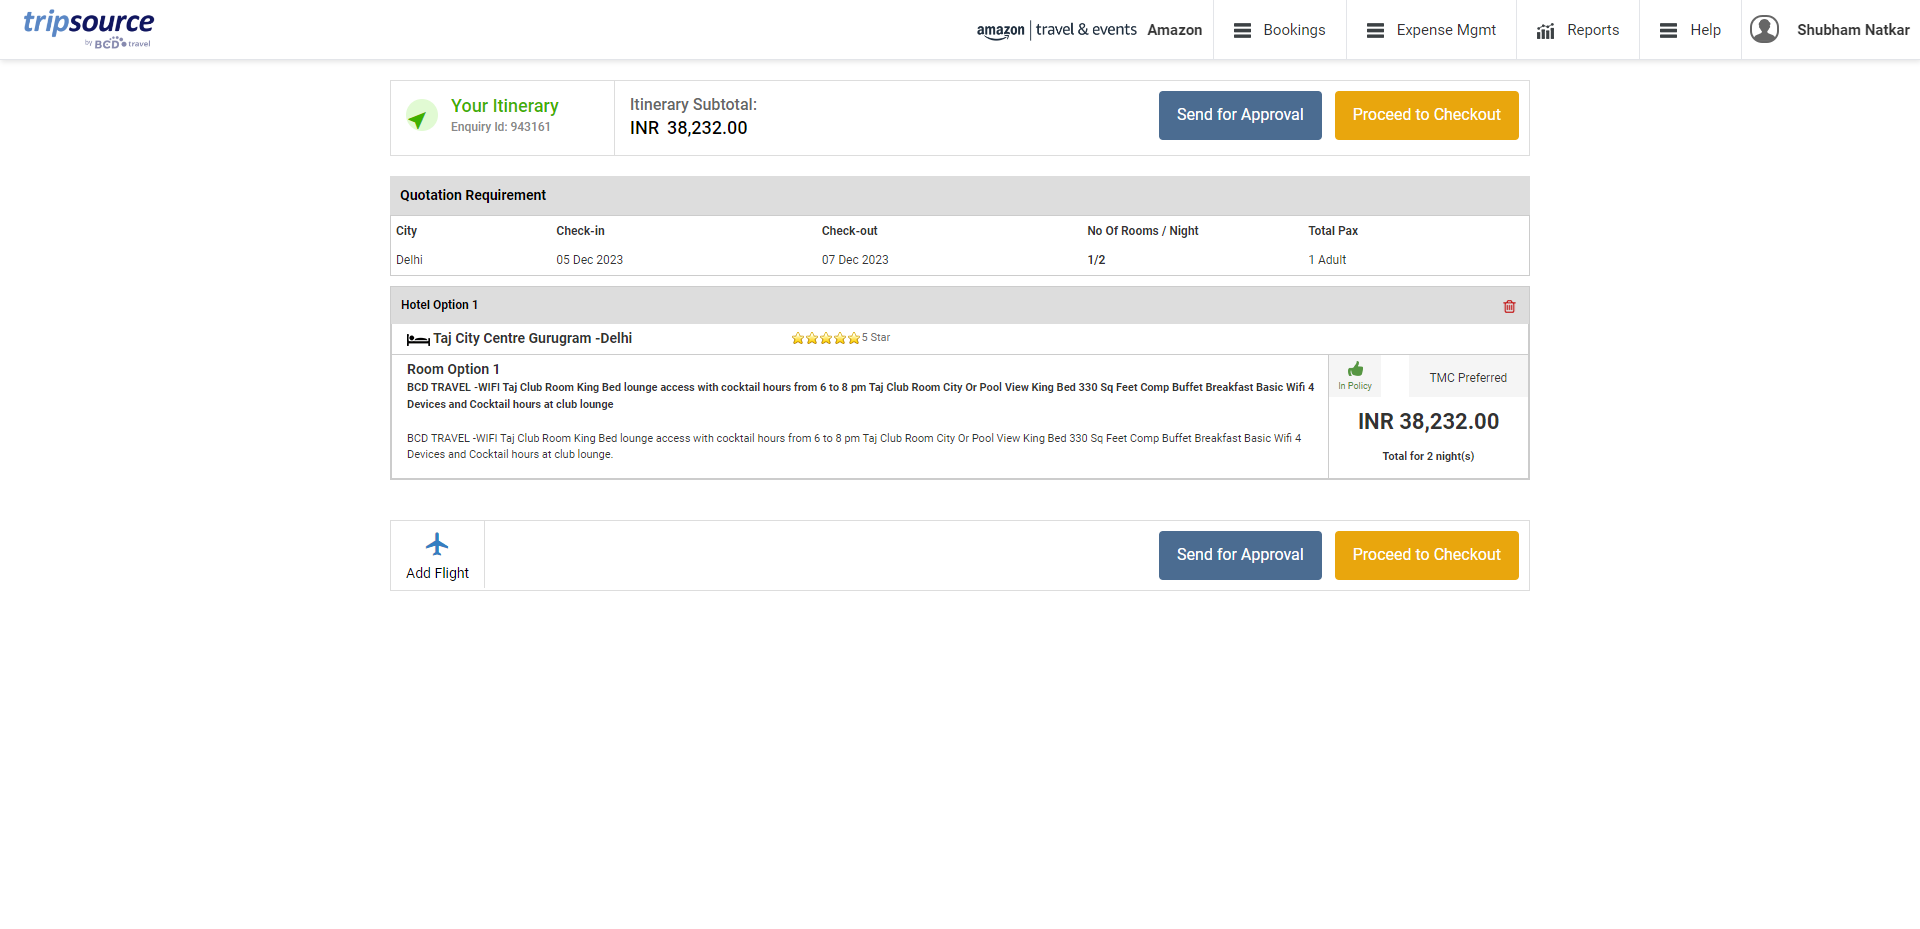 tripsource
by BCD travel
amazon | travel & events Amazon
Bookings
Expense Mgmt
Reports
Help
Shubham Natkar
Your Itinerary
Enquiry Id: 943161
Itinerary Subtotal:
INR 38,232.00
Send for Approval
Proceed to Checkout
Quotation Requirement
City Check-in Check-out No Of Rooms / Night Total Pax
Delhi 05 Dec 2023 07 Dec 2023 1/2 1 Adult
Hotel Option 1
Taj City Centre Gurugram -Delhi 5 Star
Room Option 1
BCD TRAVEL -WIFI Taj Club Room King Bed lounge access with cocktail hours from 6 to 8 pm Taj Club Room City Or Pool View King Bed 330 Sq Feet Comp Buffet Breakfast Basic Wifi 4
Devices and Cocktail hours at club lounge
BCD TRAVEL -WIFI Taj Club Room King Bed lounge access with cocktail hours from 6 to 8 pm Taj Club Room City Or Pool View King Bed 330 Sq Feet Comp Buffet Breakfast Basic Wifi 4
Devices and Cocktail hours at club lounge.
In Policy
TMC Preferred
INR 38,232.00
Total for 2 night(s)
Add Flight
Send for Approval
Proceed to Checkout